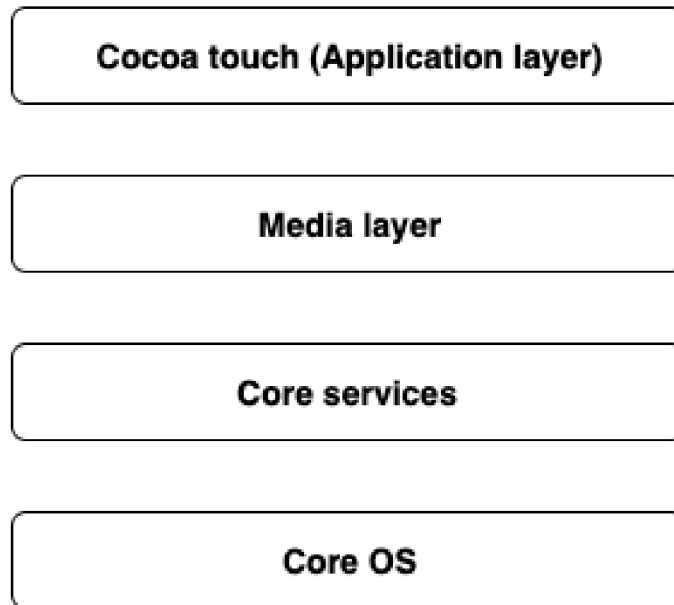 Cocoa touch (Application layer)
Media layer
Core services
Core OS